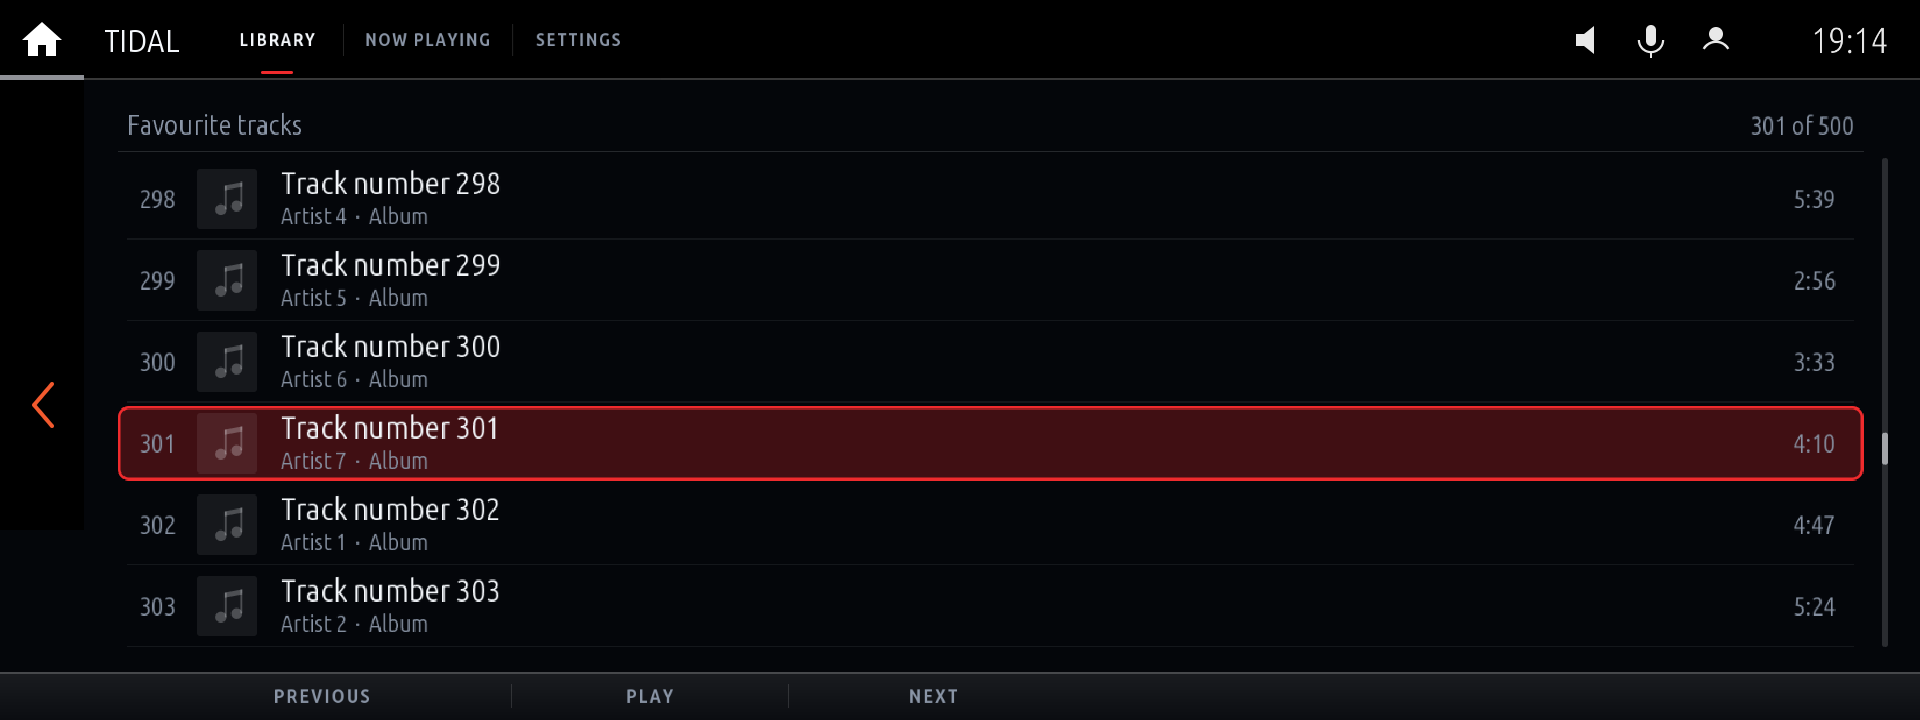 TIDAL LIBRARY NOW PLAYING SETTINGS 19:14
Favourite tracks 301 of 500
298 Track number 298 5:39
Artist 4 · Album
299 Track number 299 2:56
Artist 5 · Album
300 Track number 300 3:33
Artist 6 · Album
301 Track number 301 4:10
Artist 7 · Album
302 Track number 302 4:47
Artist 1 · Album
303 Track number 303 5:24
Artist 2 · Album
PREVIOUS PLAY NEXT